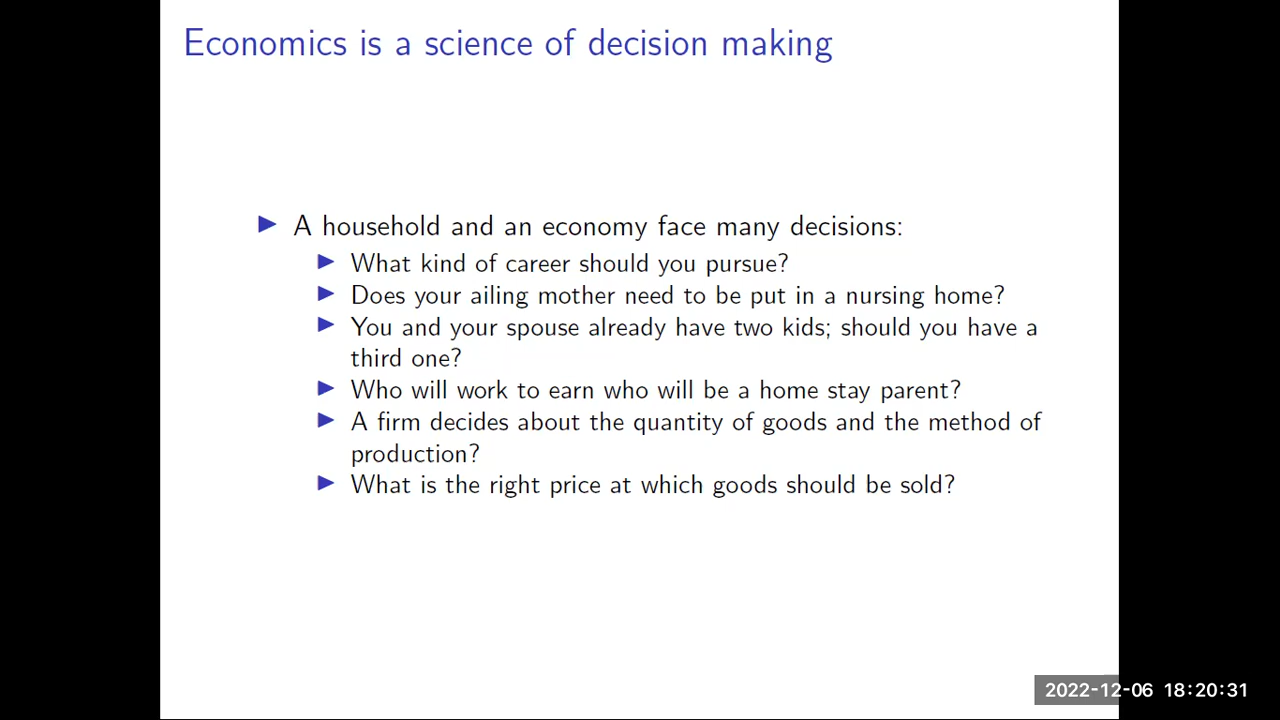 Economics is a science of decision making
A household and an economy face many decisions:
What kind of career should you pursue?
Does your ailing mother need to be put in a nursing home?
You and your spouse already have two kids; should you have a
third one?
Who will work to earn who will be a home stay parent?
A firm decides about the quantity of goods and the method of
production?
What is the right price at which goods should be sold?
2022-12-06 18:20:31